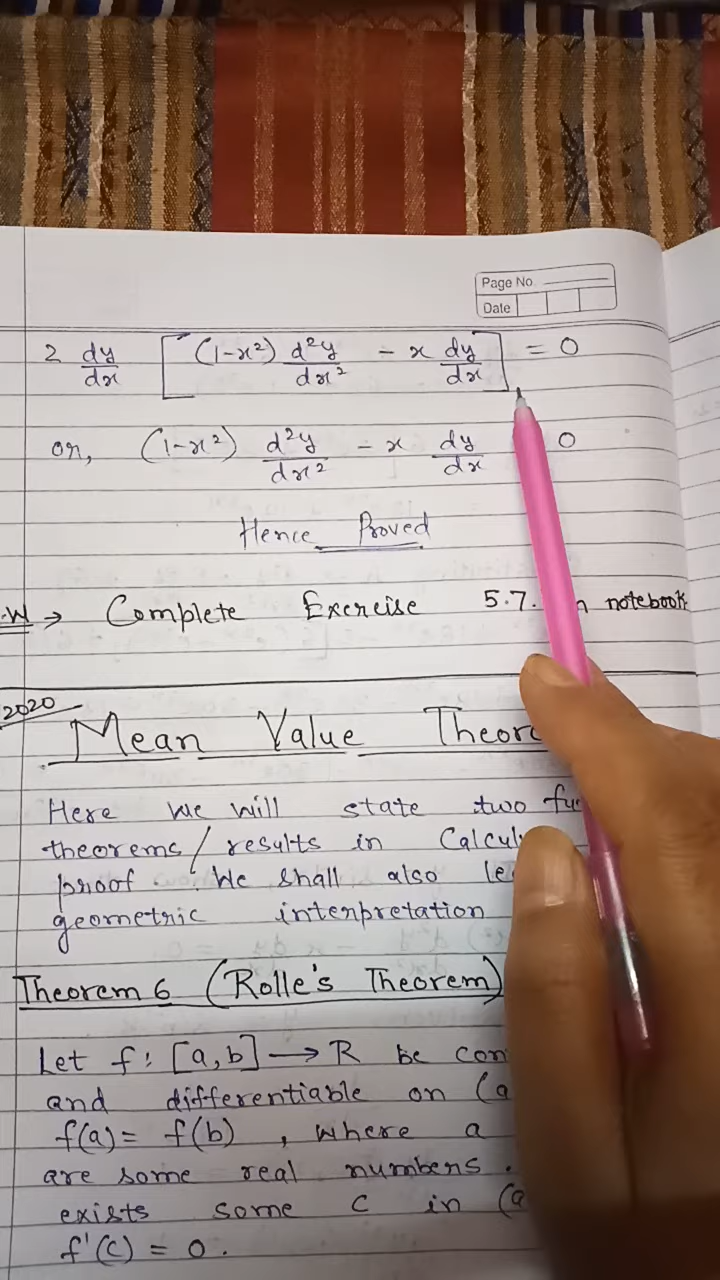 Page No.
Date
2 dy/dx [(1-x²) d²y/dx² - x dy/dx] = 0
or, (1-x²) d²y/dx² - x dy/dx 0
Hence Proved
.W → Complete Exercise 5.7. notebook
2020
Mean Value
Here we will state two
theorems/results in
proof. We shall also
geometric interpretation
Theorem 6 (Rolle's Theorem)
Let f: [a,b] → R be
and differentiable on (a
f(a) = f(b), where a
are some real numbers.
exists some c in (a
f'(c) = 0.